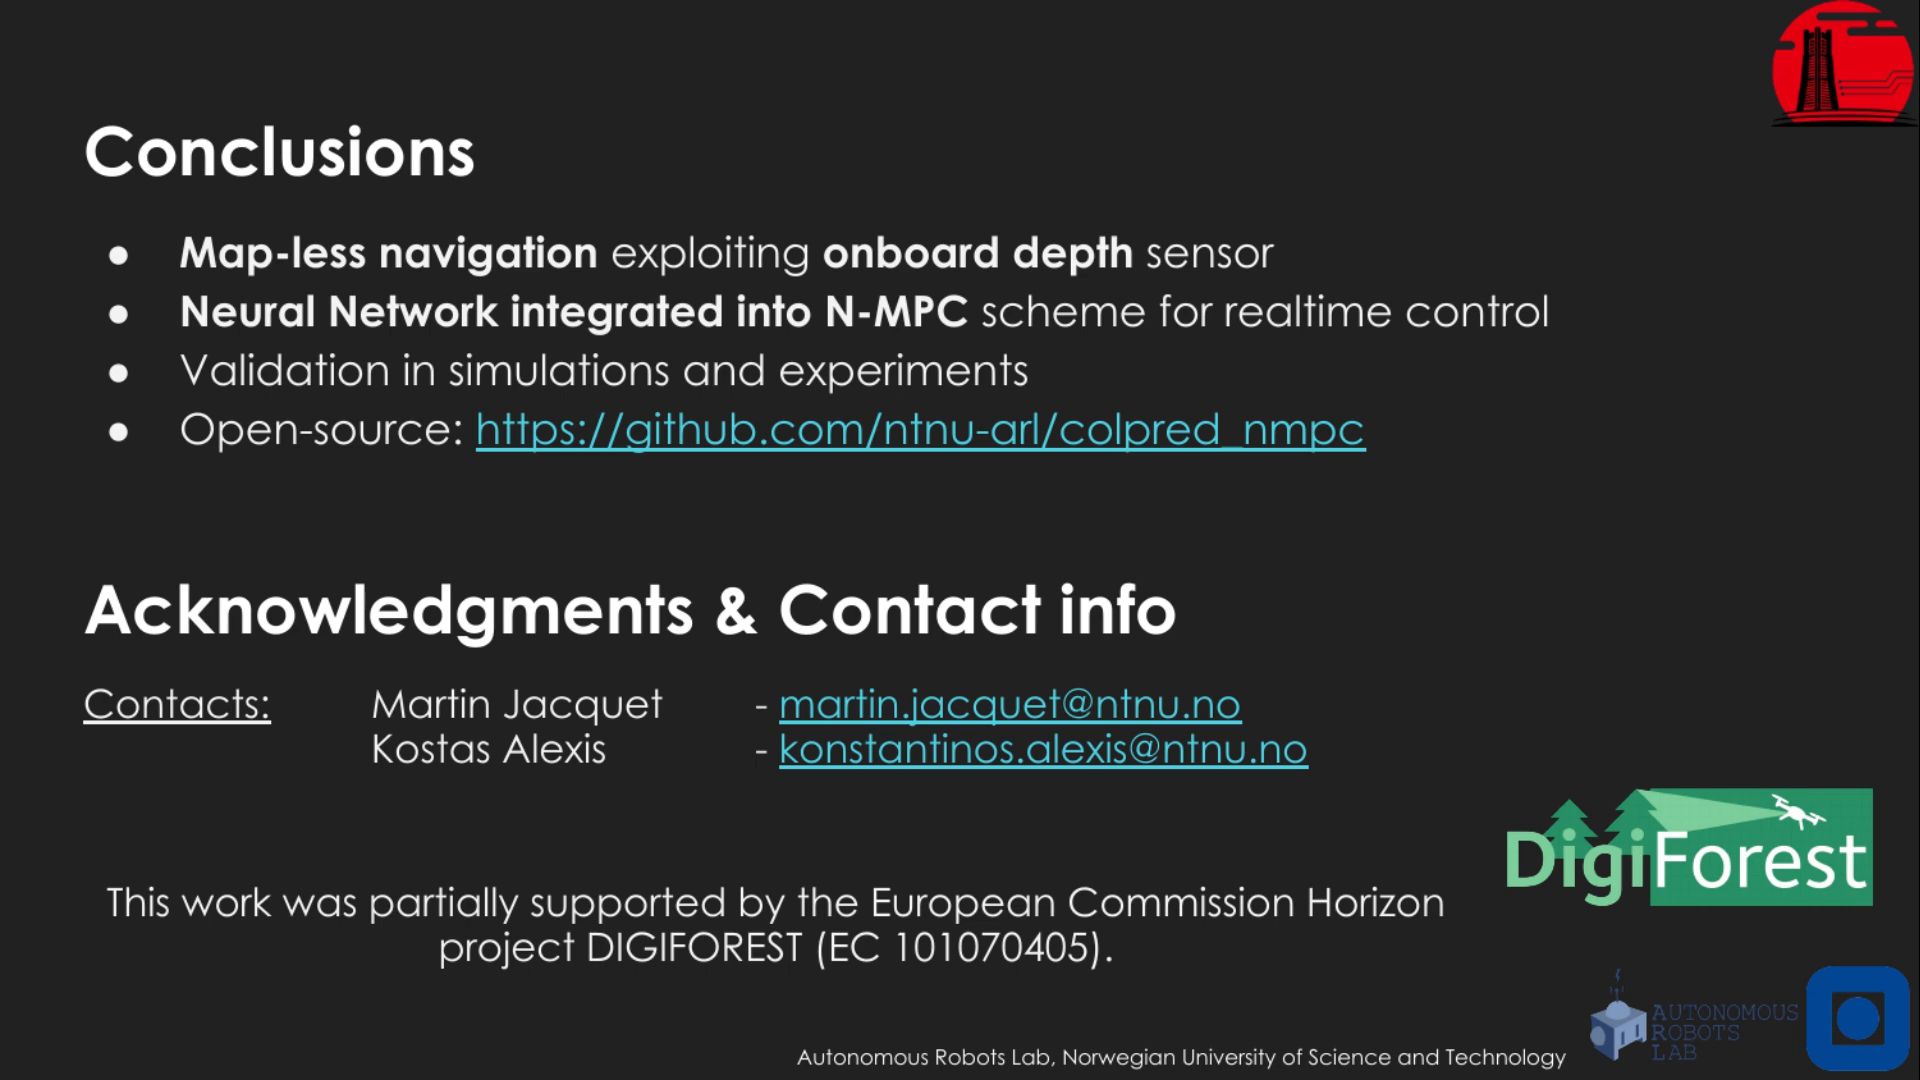 Conclusions
● Map-less navigation exploiting onboard depth sensor
● Neural Network integrated into N-MPC scheme for realtime control
● Validation in simulations and experiments
● Open-source: https://github.com/ntnu-arl/colpred_nmpc
Acknowledgments & Contact info
Contacts: Martin Jacquet - martin.jacquet@ntnu.no
Kostas Alexis - konstantinos.alexis@ntnu.no
This work was partially supported by the European Commission Horizon
project DIGIFOREST (EC 101070405).
DigiForest
AUTONOMOUS
ROBOTS
LAB
Autonomous Robots Lab, Norwegian University of Science and Technology